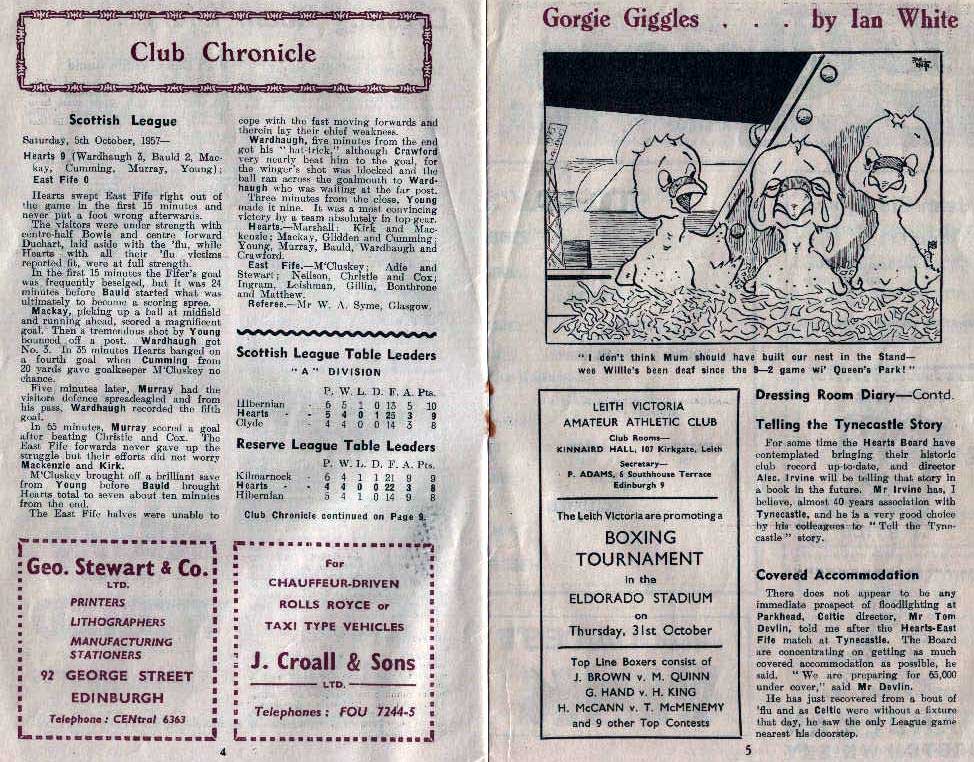 Club Chronicle
Scottish League
Saturday, 5th October, 1957—
Hearts 9 (Wardhaugh 3, Bauld 2, Mac-
kay, Cumming, Murray, Young);
East Fife 0
Hearts swept East Fife right out of
the game in the first 15 minutes and
never put a foot wrong afterwards.
The visitors were under strength with
centre-half Bowie and centre forward
Duchart, laid aside with the 'flu, while
Hearts with all their 'flu victims
reported fit, were at full strength.
In the first 15 minutes the Fifer's goal
was frequently beseiged, but it was 24
minutes before Bauld started what was
ultimately to become a scoring spree.
Mackay, picking up a ball at midfield
and running ahead, scored a magnificent
goal. Then a tremendous shot by Young
bounced off a post. Wardhaugh got
No. 3. In 35 minutes Hearts banged on
a fourth goal when Cumming from
20 yards gave goalkeeper M'Cluskey no
chance.
Five minutes later, Murray had the
visitors defence spreadeagled and from
his pass, Wardhaugh recorded the fifth
goal.
In 65 minutes, Murray scored a goal
after beating Christie and Cox. The
East Fife forwards never gave up the
struggle but their efforts did not worry
Mackenzie and Kirk.
M'Cluskey brought off a brilliant save
from Young before Bauld brought
Hearts total to seven about ten minutes
from the end.
The East Fife halves were unable to
cope with the fast moving forwards and
therein lay their chief weakness.
Wardhaugh, five minutes from the end
got his "hat-trick," although Crawford
very nearly beat him to the goal, for
the winger's shot was blocked and the
ball ran across the goalmouth to Ward-
haugh who was waiting at the far post.
Three minutes from the close, Young
made it nine. It was a most convincing
victory by a team absolutely in top gear.
Hearts.—Marshall; Kirk and Mac-
kenzie; Mackay, Glidden and Cumming;
Young, Murray, Bauld, Wardhaugh and
Crawford.
East Fife.—M'Cluskey; Adie and
Stewart; Neilson, Christie and Cox;
Ingram, Leishman, Gillin, Bonthrone
and Matthew.
Referee.—Mr W. A. Syme, Glasgow.
Scottish League Table Leaders
"A" DIVISION
P. W. L. D. F. A. Pts.
Hibernian - 6 5 1 0 13 5 10
Hearts - - 5 4 0 1 25 3 9
Clyde - - 4 4 0 0 14 3 8
Reserve League Table Leaders
P. W. L. D. F. A. Pts.
Kilmarnock - 6 4 1 1 21 9 9
Hearts - - 4 4 0 0 22 3 8
Hibernian - 5 4 1 0 14 9 8
Club Chronicle continued on Page 9.
Geo. Stewart & Co.
LTD.
PRINTERS
LITHOGRAPHERS
MANUFACTURING
STATIONERS
92 GEORGE STREET
EDINBURGH
Telephone: CENtral 6363
For
CHAUFFEUR-DRIVEN
ROLLS ROYCE or
TAXI TYPE VEHICLES
J. Croall & Sons
LTD.
Telephones: FOU 7244-5
4
Gorgie Giggles . . . by Ian White
"I don't think Mum should have built our nest in the Stand—
wee Willie's been deaf since the 9—2 game wi' Queen's Park!"
LEITH VICTORIA
AMATEUR ATHLETIC CLUB
Club Rooms—
KINNAIRD HALL, 107 Kirkgate, Leith
Secretary—
P. ADAMS, 6 Southhouse Terrace
Edinburgh 9
The Leith Victoria are promoting a
BOXING
TOURNAMENT
in the
ELDORADO STADIUM
on
Thursday, 31st October
Top Line Boxers consist of
J. BROWN v. M. QUINN
G. HAND v. H. KING
H. McCANN v. T. McMENEMY
and 9 other Top Contests
Dressing Room Diary—Contd.
Telling the Tynecastle Story
For some time the Hearts Board have
contemplated bringing their historic
club record up-to-date, and director
Alec. Irvine will be telling that story in
a book in the future. Mr Irvine has, I
believe, almost 40 years association with
Tynecastle, and he is a very good choice
by his colleagues to "Tell the Tyne-
castle" story.
Covered Accommodation
There does not appear to be any
immediate prospect of floodlighting at
Parkhead, Celtic director, Mr Tom
Devlin, told me after the Hearts-East
Fife match at Tynecastle. The Board
are concentrating on getting as much
covered accommodation as possible, he
said. "We are preparing for 65,000
under cover," said Mr Devlin.
He has just recovered from a bout of
'flu and as Celtic were without a fixture
that day, he saw the only League game
nearest his doorstep.
5